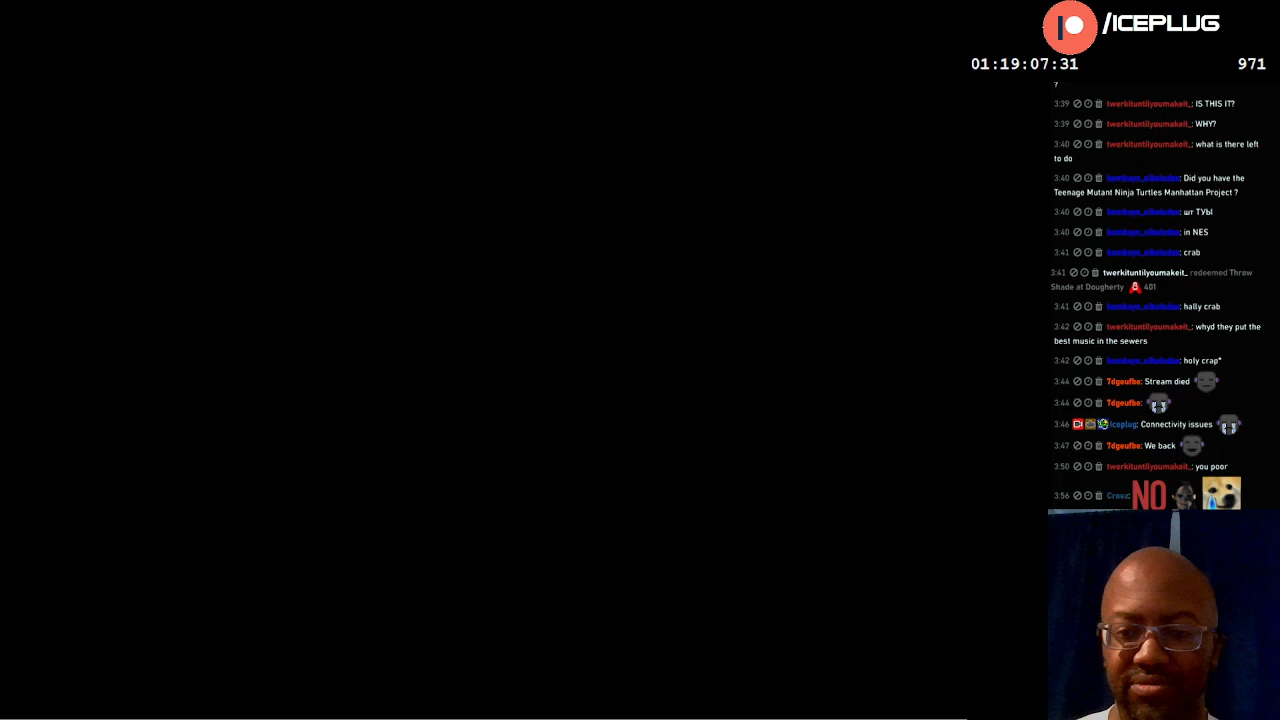 /ICEPLUG
01:19:07:31 971
?
3:39 twerkituntilyoumakeit_: IS THIS IT?
3:39 twerkituntilyoumakeit_: WHY?
3:40 twerkituntilyoumakeit_: what is there left
to do
3:40 Did you have the
Teenage Mutant Ninja Turtles Manhattan Project ?
3:40 шт ТУЫ
3:40 in NES
3:41 crab
3:41 twerkituntilyoumakeit_ redeemed Throw
Shade at Dougherty 401
3:41 hally crab
3:42 twerkituntilyoumakeit_: whyd they put the
best music in the sewers
3:42 holy crap*
3:44 7dgeufbe: Stream died
3:44 7dgeufbe:
3:46 Iceplug: Connectivity issues
3:47 7dgeufbe: We back
3:50 twerkituntilyoumakeit_: you poor
3:56 NO